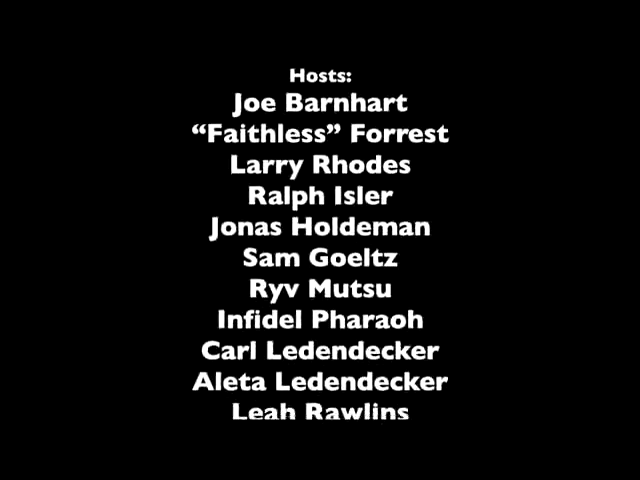 Hosts:
Joe Barnhart
“Faithless” Forrest
Larry Rhodes
Ralph Isler
Jonas Holdeman
Sam Goeltz
Ryv Mutsu
Infidel Pharaoh
Carl Ledendecker
Aleta Ledendecker
Leah Rawlins